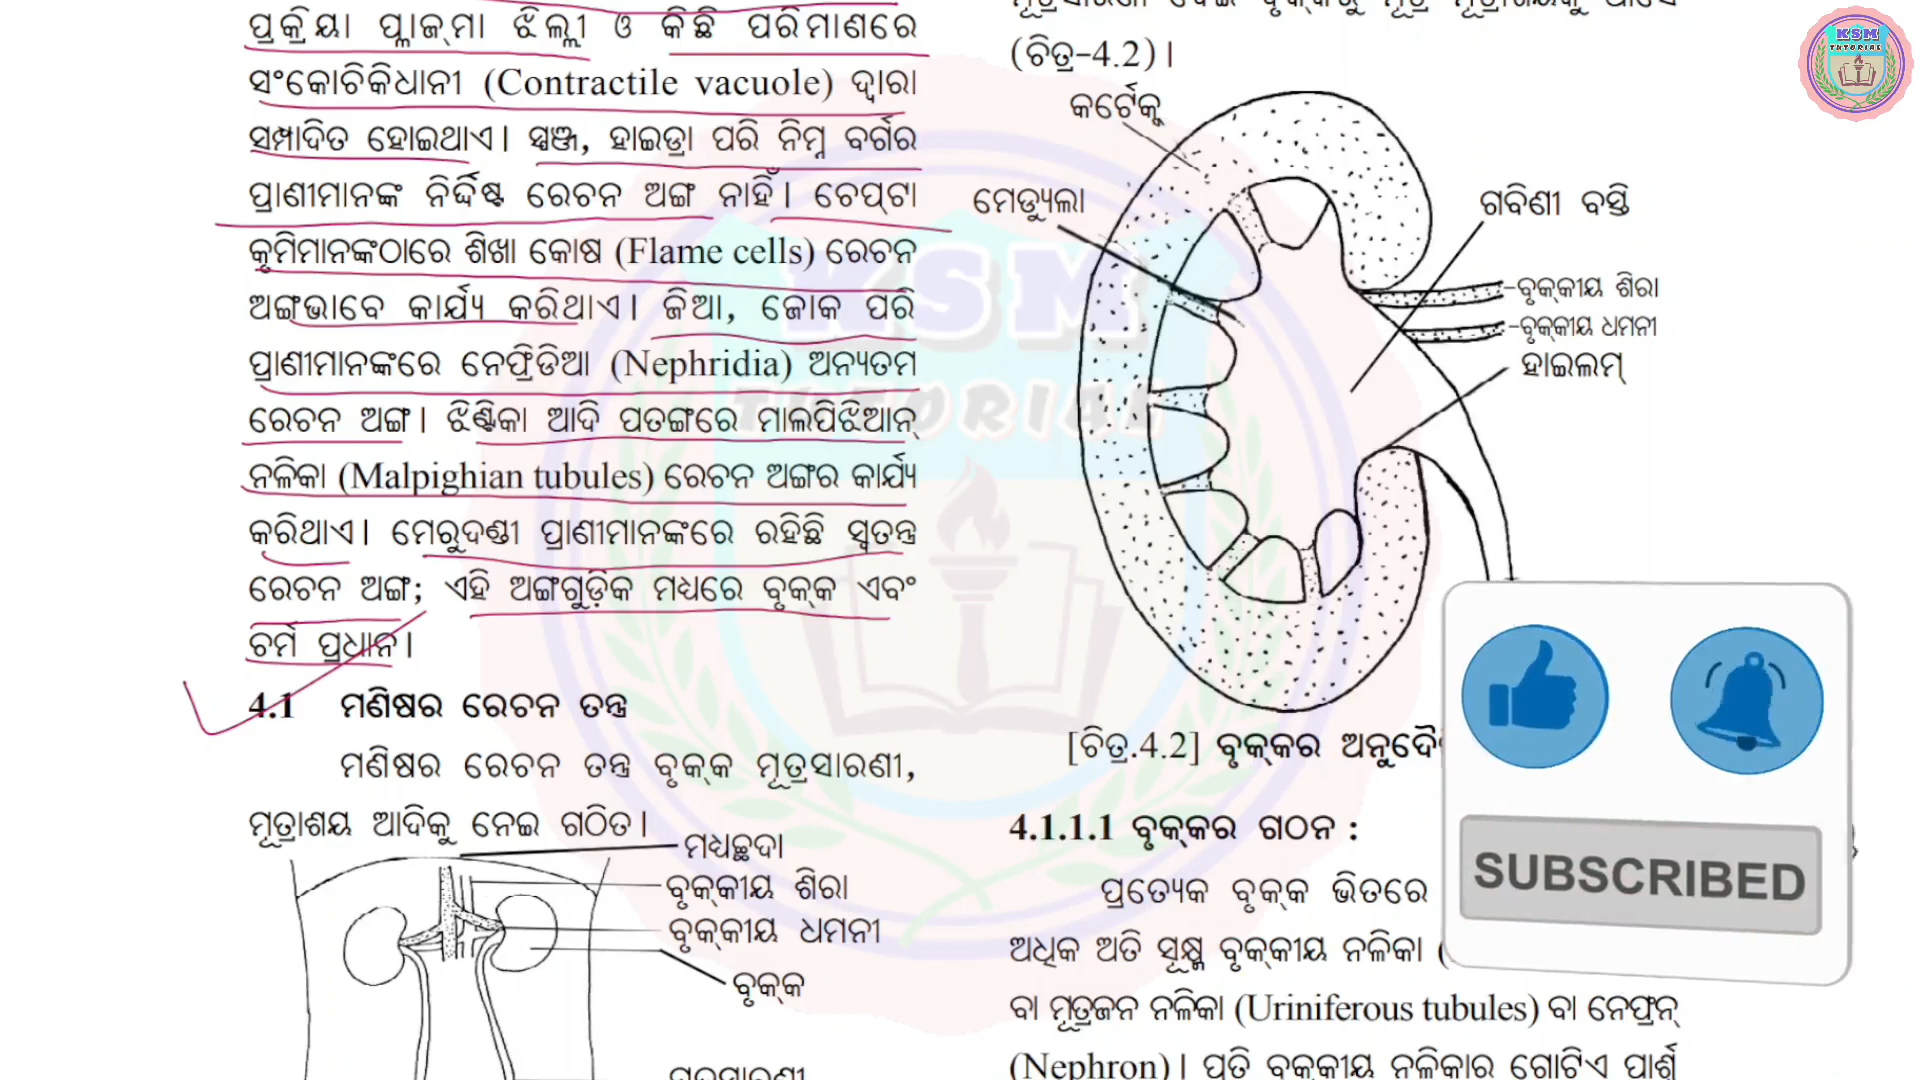 ପ୍ରକ୍ରିୟା ପ୍ଲାଜ୍ମା ଝିଲ୍ଲୀ ଓ କିଛି ପରିମାଣରେ
ସଂକୋଚିକିଧାନୀ (Contractile vacuole) ଦ୍ୱାରା
ସମ୍ପାଦିତ ହୋଇଥାଏ। ସ୍ପଞ୍ଜ, ହାଇଡ୍ରା ପରି ନିମ୍ନ ବର୍ଗର
ପ୍ରାଣୀମାନଙ୍କ ନିର୍ଦ୍ଦିଷ୍ଟ ରେଚନ ଅଙ୍ଗ ନାହିଁ। ଚେପ୍ଟା
କୃମିମାନଙ୍କଠାରେ ଶିଖା କୋଷ (Flame cells) ରେଚନ
ଅଙ୍ଗଭାବେ କାର୍ଯ୍ୟ କରିଥାଏ। ଜିଆ, ଜୋକ ପରି
ପ୍ରାଣୀମାନଙ୍କରେ ନେଫ୍ରିଡିଆ (Nephridia) ଅନ୍ୟତମ
ରେଚନ ଅଙ୍ଗ। ଝିଣ୍ଟିକା ଆଦି ପତଙ୍ଗରେ ମାଲପିଝିଆନ୍
ନଳିକା (Malpighian tubules) ରେଚନ ଅଙ୍ଗର କାର୍ଯ୍ୟ
କରିଥାଏ। ମେରୁଦଣ୍ଡୀ ପ୍ରାଣୀମାନଙ୍କରେ ରହିଛି ସ୍ୱତନ୍ତ୍ର
ରେଚନ ଅଙ୍ଗ; ଏହି ଅଙ୍ଗଗୁଡ଼ିକ ମଧ୍ୟରେ ବୃକ୍‌କ ଏବଂ
ଚର୍ମ ପ୍ରଧାନ।
4.1 ମଣିଷର ରେଚନ ତନ୍ତ୍ର
ମଣିଷର ରେଚନ ତନ୍ତ୍ର ବୃକ୍‌କ ମୂତ୍ରସାରଣୀ,
ମୂତ୍ରାଶୟ ଆଦିକୁ ନେଇ ଗଠିତ।
ମଧ୍ୟଚ୍ଛଦା
ବୃକ୍‌କୀୟ ଶିରା
ବୃକ୍‌କୀୟ ଧମନୀ
ବୃକ୍‌କ
(ଚିତ୍ର-4.2)।
କର୍ଟେକ୍ସ
ମେଡ୍ୟୁଲା
ଗବିଣୀ ବସ୍ତି
ବୃକ୍‌କୀୟ ଶିରା
ବୃକ୍‌କୀୟ ଧମନୀ
ହାଇଲମ୍
[ଚିତ୍ର.4.2] ବୃକ୍‌କର
4.1.1.1 ବୃକ୍‌କର ଗଠନ :
ପ୍ରତ୍ୟେକ ବୃକ୍‌କ ଭିତରେ
ଅଧିକ ଅତି ସୂକ୍ଷ୍ମ ବୃକ୍‌କୀୟ ନଳିକା (
ବା ମୂତ୍ରଜନ ନଳିକା (Uriniferous tubules) ବା ନେଫ୍ରନ୍
(Nephron)। ପ୍ରତି ବୃକ୍‌କୀୟ ନଳିକାର ଗୋଟିଏ ପାର୍ଶ୍ୱ
SUBSCRIBED
KSM
TUTORIAL
KSM
TUTORIAL